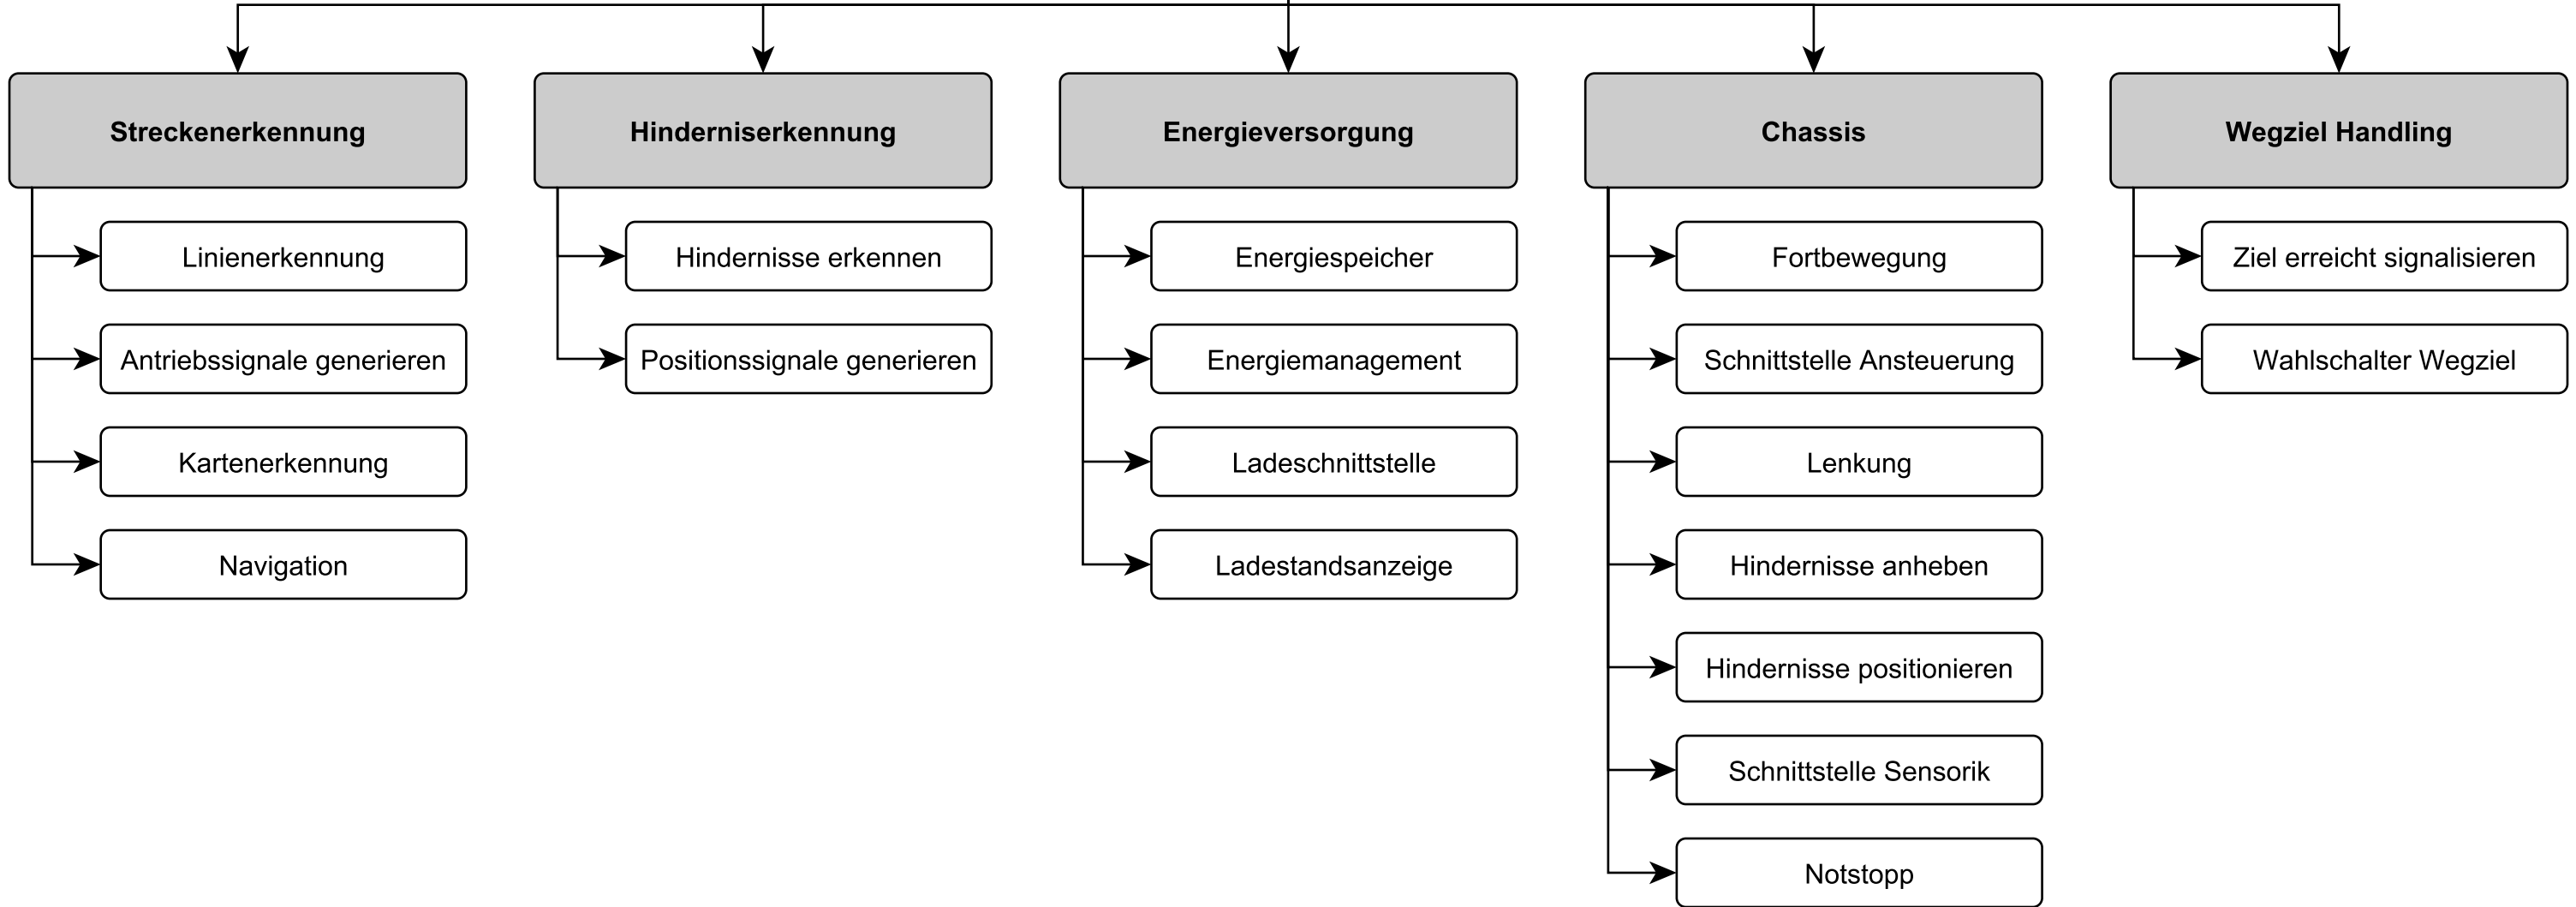 Streckenerkennung
Linienerkennung
Antriebssignale generieren
Kartenerkennung
Navigation
Hinderniserkennung
Hindernisse erkennen
Positionssignale generieren
Energieversorgung
Energiespeicher
Energiemanagement
Ladeschnittstelle
Ladestandsanzeige
Chassis
Fortbewegung
Schnittstelle Ansteuerung
Lenkung
Hindernisse anheben
Hindernisse positionieren
Schnittstelle Sensorik
Notstopp
Wegziel Handling
Ziel erreicht signalisieren
Wahlschalter Wegziel